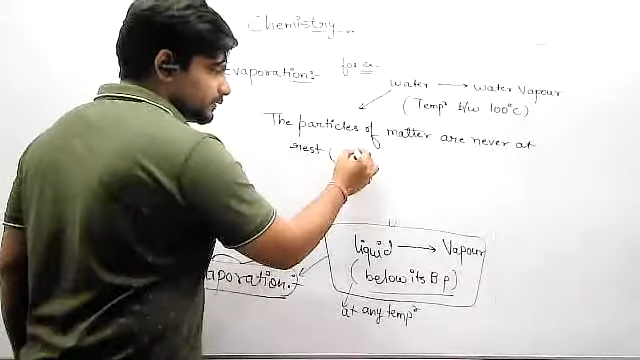 Chemistry...
Evaporation:- for ex-
water → water vapour
(Temp° b/w 100°C)
The particles of matter are never at
rest (
liquid → Vapour
(below its B P)
aporation:-
at any temp°